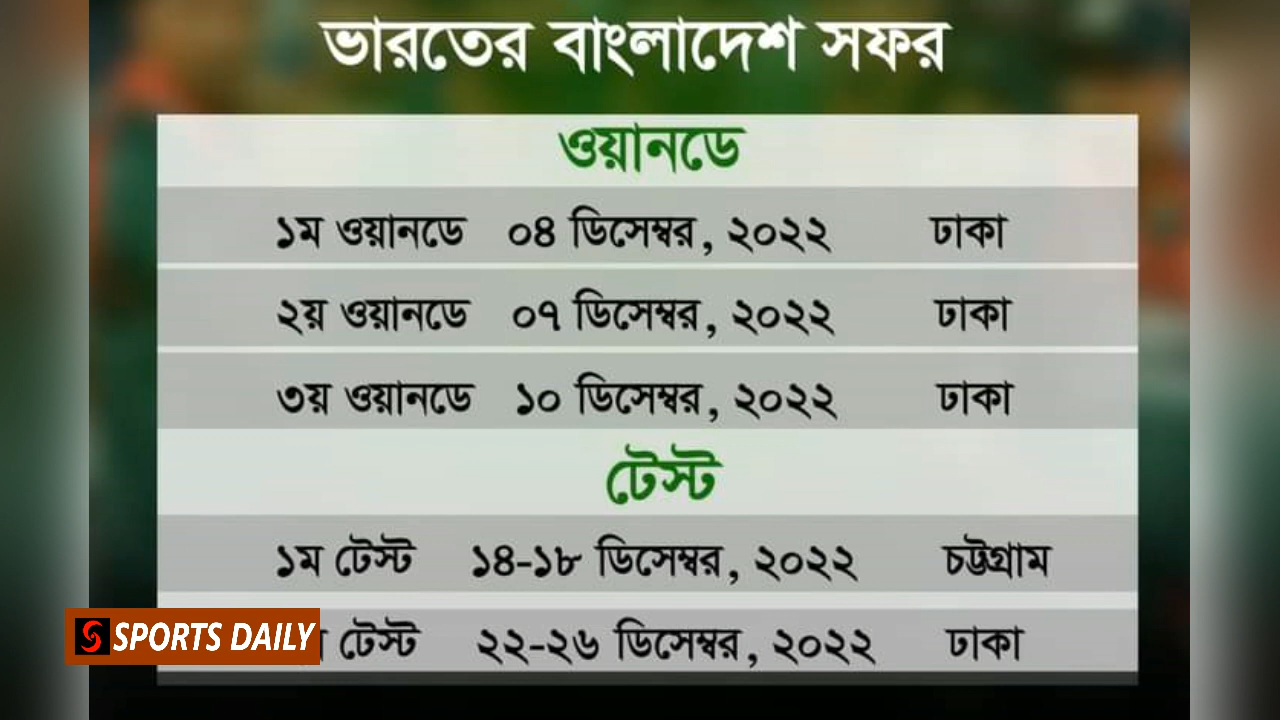 ভারতের বাংলাদেশ সফর
ওয়ানডে
১ম ওয়ানডে ০৪ ডিসেম্বর, ২০২২ ঢাকা
২য় ওয়ানডে ০৭ ডিসেম্বর, ২০২২ ঢাকা
৩য় ওয়ানডে ১০ ডিসেম্বর, ২০২২ ঢাকা
টেস্ট
১ম টেস্ট ১৪-১৮ ডিসেম্বর, ২০২২ চট্টগ্রাম
টেস্ট ২২-২৬ ডিসেম্বর, ২০২২ ঢাকা
SPORTS DAILY